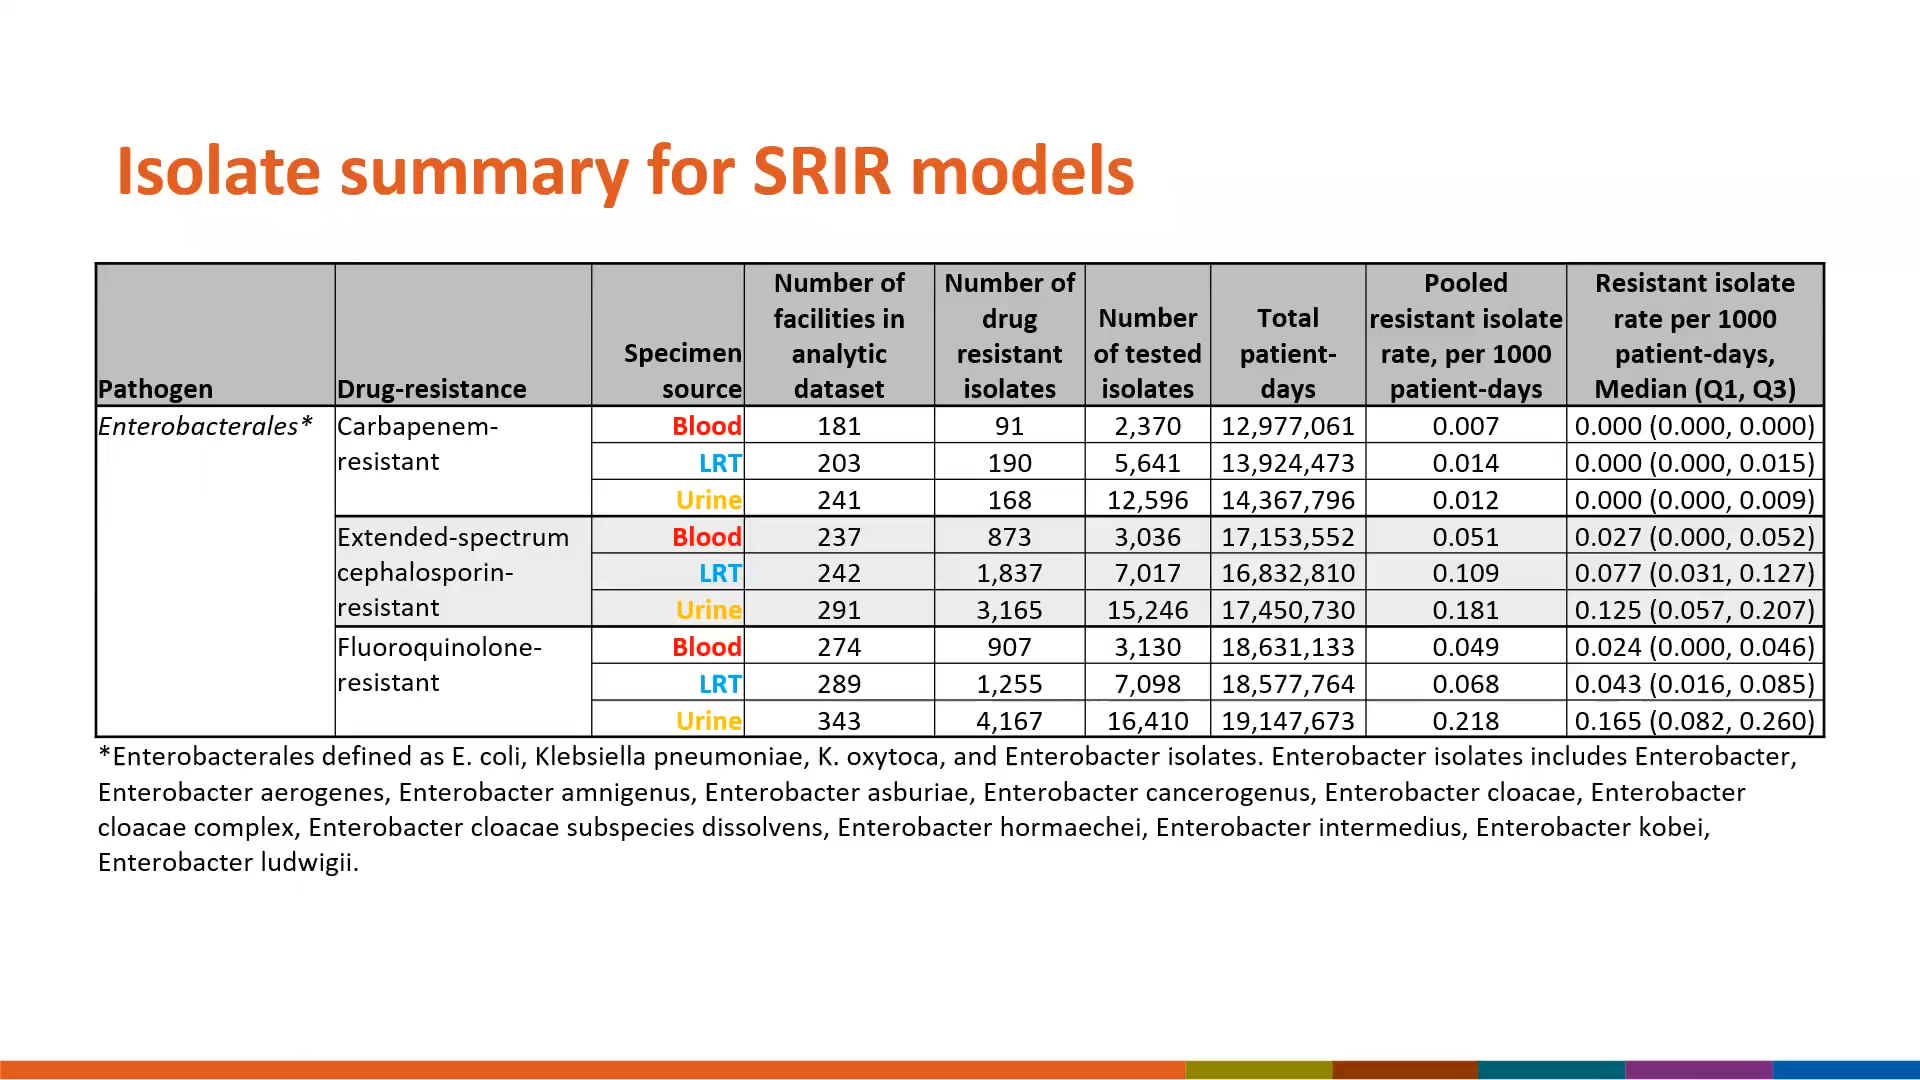 Isolate summary for SRIR models
Pathogen
Drug-resistance
Specimen
source
Number of
facilities in
analytic
dataset
Number of
drug
resistant
isolates
Number
of tested
isolates
Total
patient-
days
Pooled
resistant isolate
rate, per 1000
patient-days
Resistant isolate
rate per 1000
patient-days,
Median (Q1, Q3)
Enterobacterales*
Carbapenem-
resistant
Blood 181 91 2,370 12,977,061 0.007 0.000 (0.000, 0.000)
LRT 203 190 5,641 13,924,473 0.014 0.000 (0.000, 0.015)
Urine 241 168 12,596 14,367,796 0.012 0.000 (0.000, 0.009)
Extended-spectrum
cephalosporin-
resistant
Blood 237 873 3,036 17,153,552 0.051 0.027 (0.000, 0.052)
LRT 242 1,837 7,017 16,832,810 0.109 0.077 (0.031, 0.127)
Urine 291 3,165 15,246 17,450,730 0.181 0.125 (0.057, 0.207)
Fluoroquinolone-
resistant
Blood 274 907 3,130 18,631,133 0.049 0.024 (0.000, 0.046)
LRT 289 1,255 7,098 18,577,764 0.068 0.043 (0.016, 0.085)
Urine 343 4,167 16,410 19,147,673 0.218 0.165 (0.082, 0.260)
*Enterobacterales defined as E. coli, Klebsiella pneumoniae, K. oxytoca, and Enterobacter isolates. Enterobacter isolates includes Enterobacter,
Enterobacter aerogenes, Enterobacter amnigenus, Enterobacter asburiae, Enterobacter cancerogenus, Enterobacter cloacae, Enterobacter
cloacae complex, Enterobacter cloacae subspecies dissolvens, Enterobacter hormaechei, Enterobacter intermedius, Enterobacter kobei,
Enterobacter ludwigii.